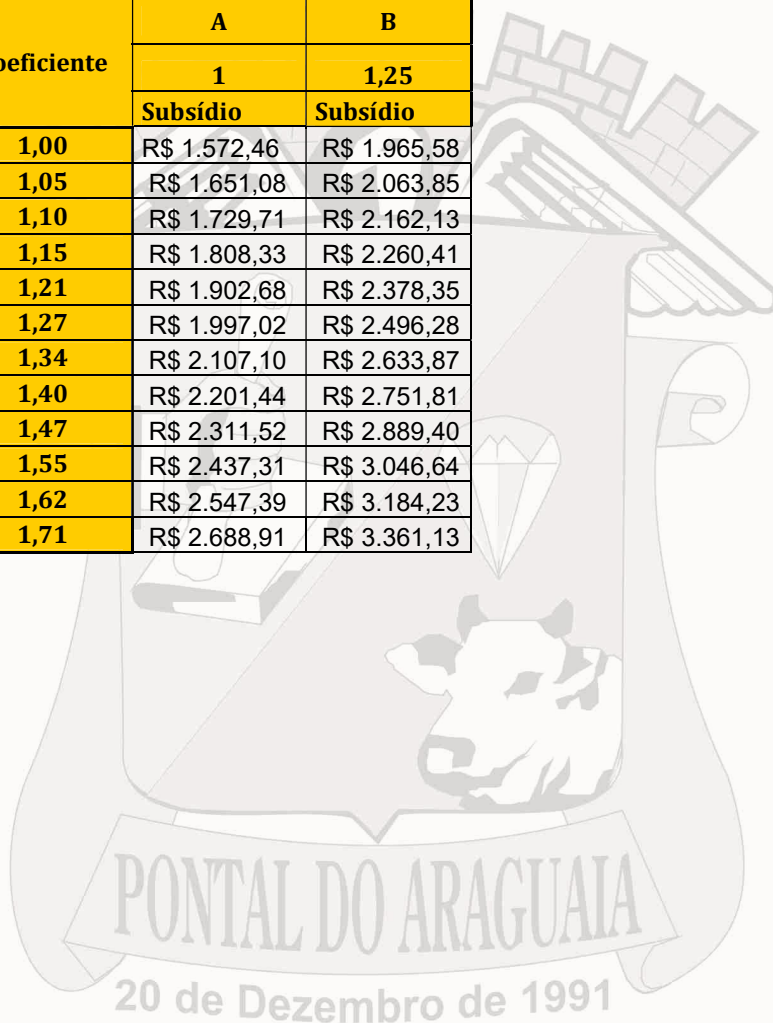 A B
oeficiente 1 1,25
Subsídio Subsídio
1,00 R$ 1.572,46 R$ 1.965,58
1,05 R$ 1.651,08 R$ 2.063,85
1,10 R$ 1.729,71 R$ 2.162,13
1,15 R$ 1.808,33 R$ 2.260,41
1,21 R$ 1.902,68 R$ 2.378,35
1,27 R$ 1.997,02 R$ 2.496,28
1,34 R$ 2.107,10 R$ 2.633,87
1,40 R$ 2.201,44 R$ 2.751,81
1,47 R$ 2.311,52 R$ 2.889,40
1,55 R$ 2.437,31 R$ 3.046,64
1,62 R$ 2.547,39 R$ 3.184,23
1,71 R$ 2.688,91 R$ 3.361,13
PONTAL DO ARAGUAIA
20 de Dezembro de 1991